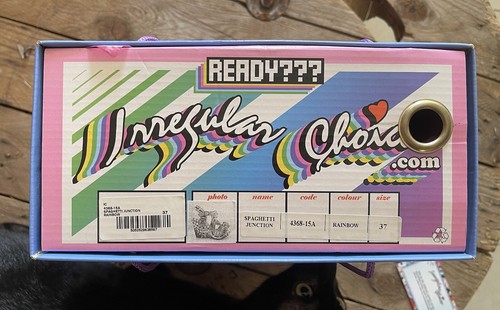 READY???
Irregular Choice
.com
H
4368-15A
SPAGHETTI JUNCTION
RAINBOW
37
photo name code colour size
SPAGHETTI JUNCTION 4368-15A RAINBOW 37